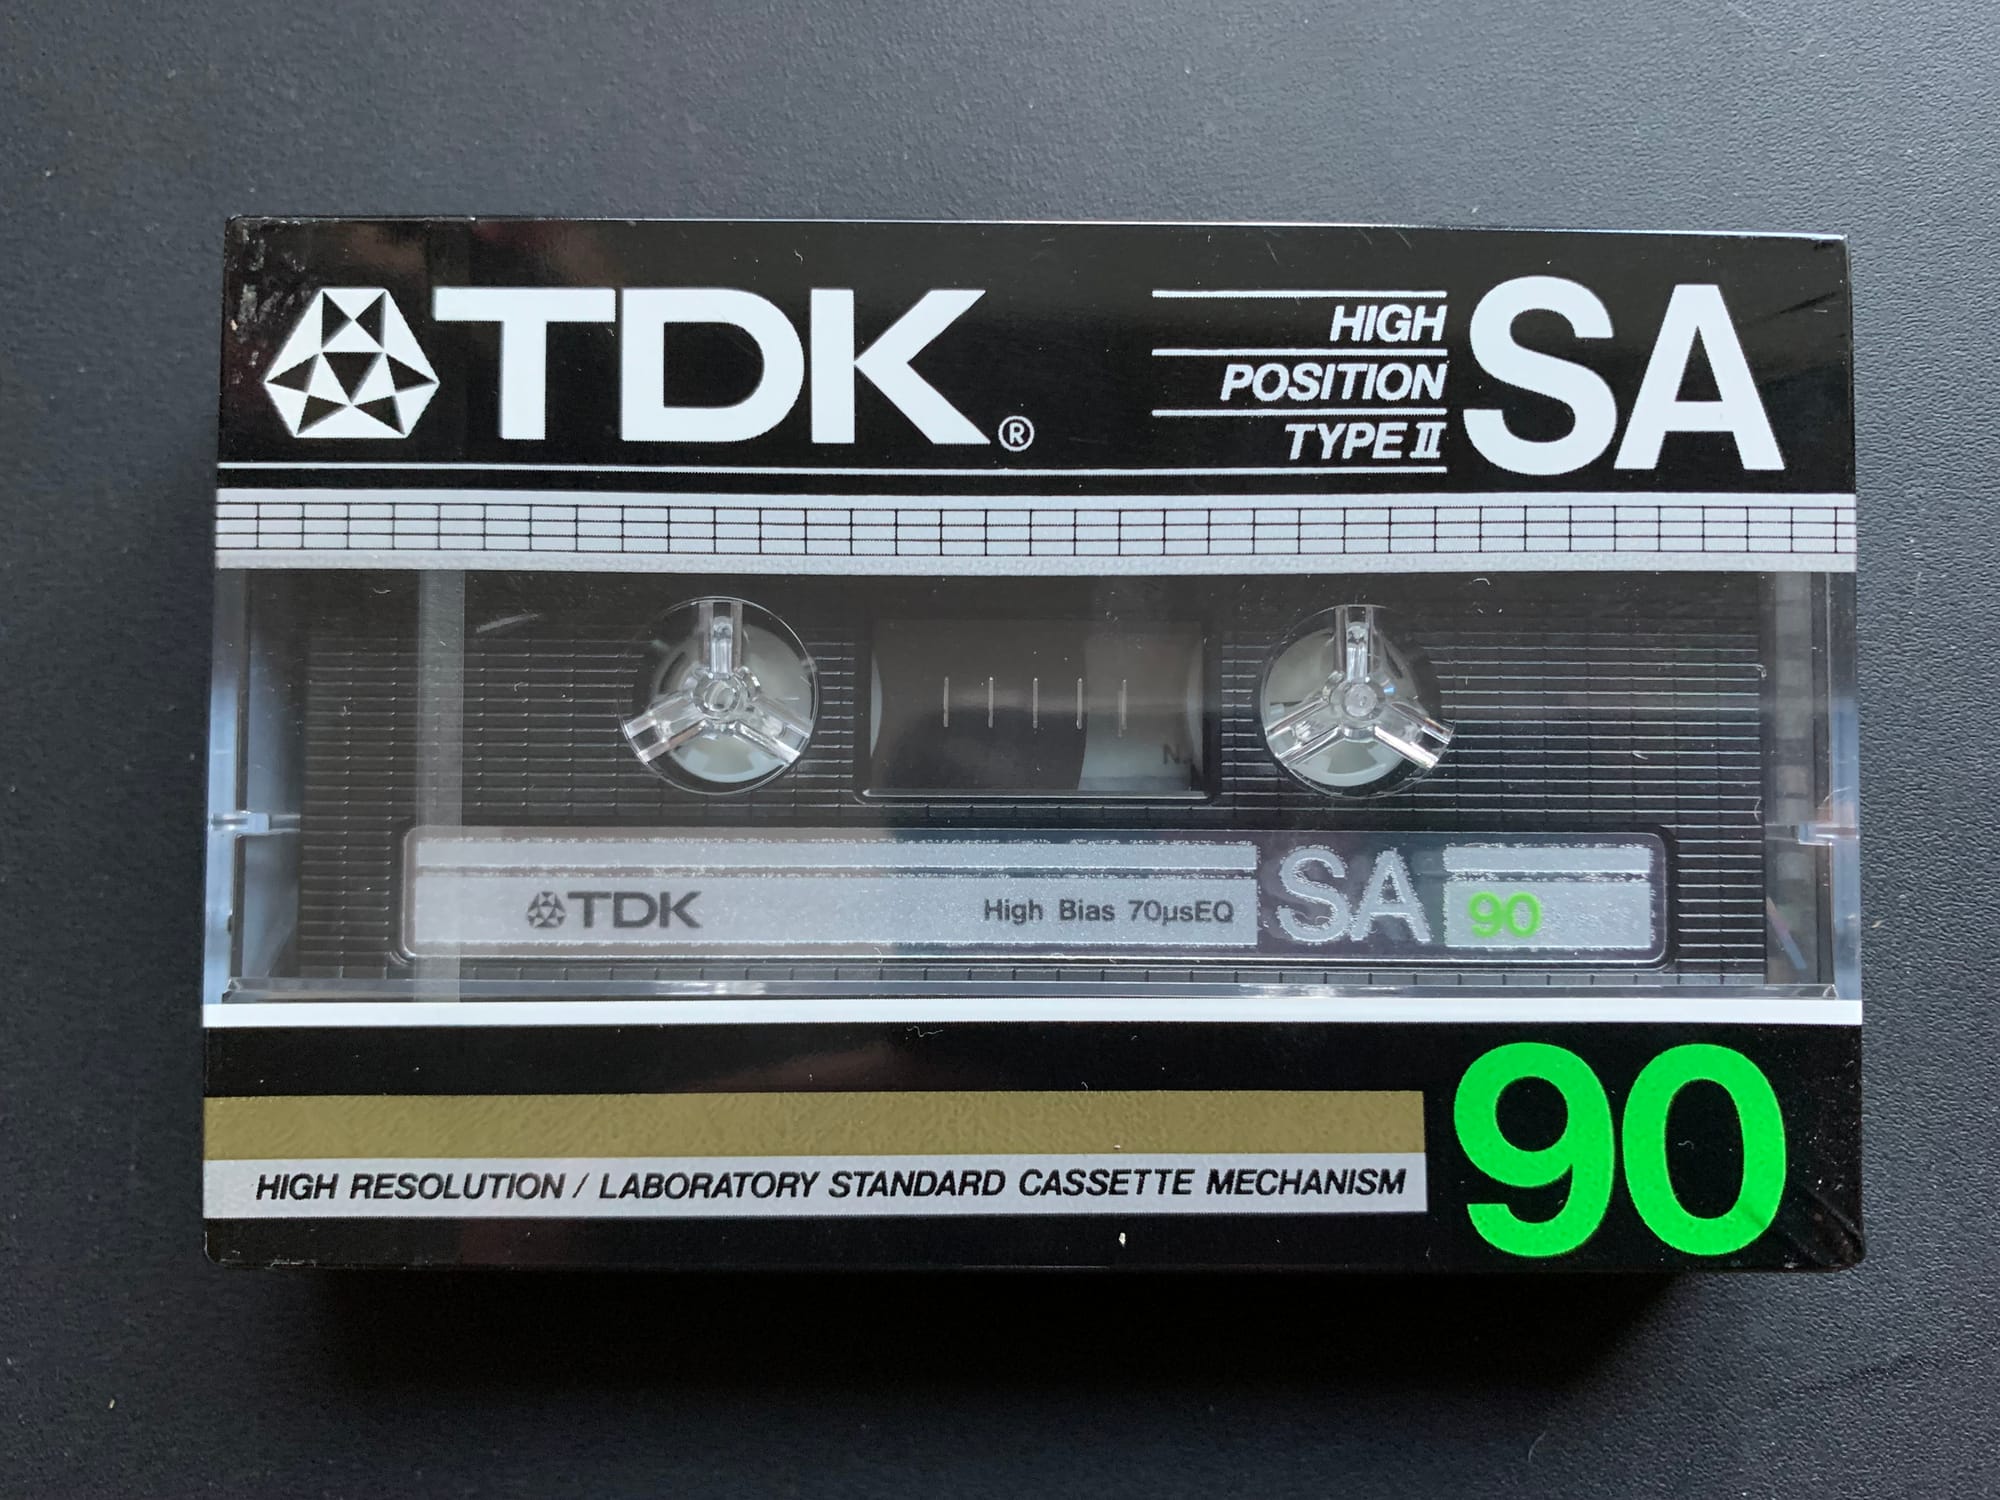 TDK®
HIGH
POSITION
TYPE II
SA
TDK
High Bias 70µsEQ
SA
90
HIGH RESOLUTION / LABORATORY STANDARD CASSETTE MECHANISM
90